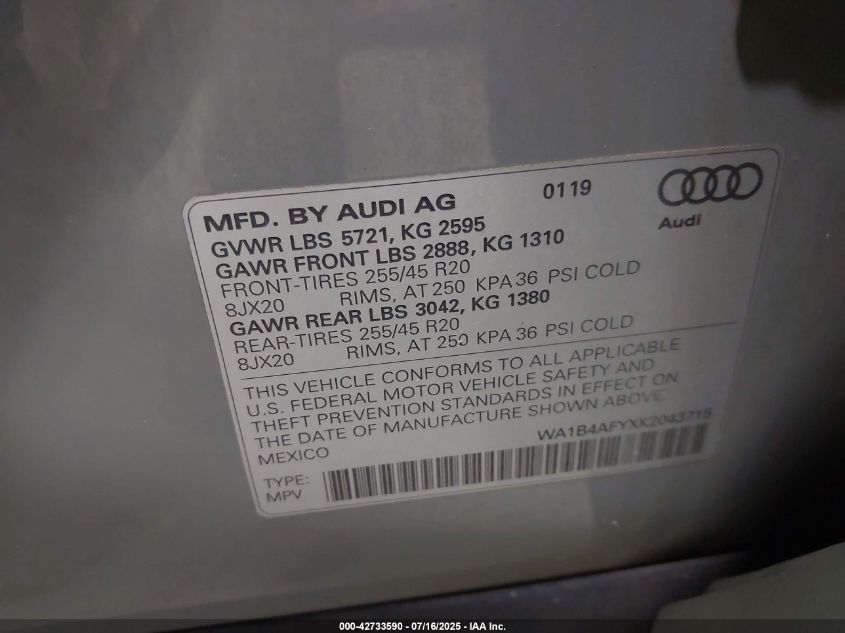 MFD. BY AUDI AG 0119
Audi
GVWR LBS 5721, KG 2595
GAWR FRONT LBS 2888, KG 1310
FRONT-TIRES 255/45 R20
8JX20 RIMS, AT 250 KPA 36 PSI COLD
GAWR REAR LBS 3042, KG 1380
REAR-TIRES 255/45 R20
8JX20 RIMS, AT 250 KPA 36 PSI COLD
THIS VEHICLE CONFORMS TO ALL APPLICABLE
U.S. FEDERAL MOTOR VEHICLE SAFETY AND
THEFT PREVENTION STANDARDS IN EFFECT ON
THE DATE OF MANUFACTURE SHOWN ABOVE.
MEXICO WA1B4AFYXK2043715
TYPE:
MPV
000-42733590 - 07/16/2025 - IAA Inc.